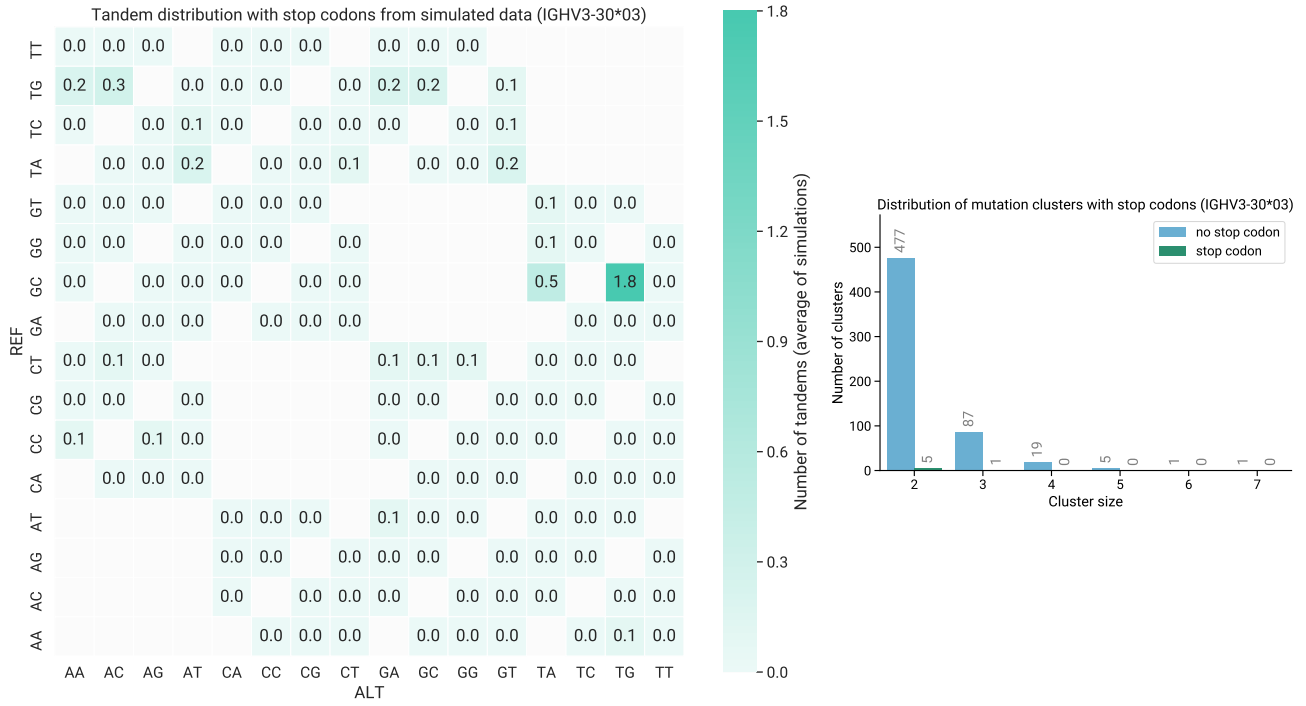 Tandem distribution with stop codons from simulated data (IGHV3-30*03)
TT 0.0 0.0 0.0 0.0 0.0 0.0 0.0 0.0 0.0
TG 0.2 0.3 0.0 0.0 0.0 0.0 0.2 0.2 0.1
TC 0.0 0.0 0.1 0.0 0.0 0.0 0.0 0.0 0.1
TA 0.0 0.0 0.2 0.0 0.0 0.1 0.0 0.0 0.2
GT 0.0 0.0 0.0 0.0 0.0 0.0 0.1 0.0 0.0
GG 0.0 0.0 0.0 0.0 0.0 0.0 0.1 0.0 0.0
GC 0.0 0.0 0.0 0.0 0.0 0.0 0.5 1.8 0.0
GA 0.0 0.0 0.0 0.0 0.0 0.0 0.0 0.0 0.0
CT 0.0 0.1 0.0 0.1 0.1 0.1 0.0 0.0 0.0
CG 0.0 0.0 0.0 0.0 0.0 0.0 0.0 0.0 0.0
CC 0.1 0.1 0.0 0.0 0.0 0.0 0.0 0.0 0.0
CA 0.0 0.0 0.0 0.0 0.0 0.0 0.0 0.0 0.0
AT 0.0 0.0 0.0 0.1 0.0 0.0 0.0 0.0 0.0
AG 0.0 0.0 0.0 0.0 0.0 0.0 0.0 0.0 0.0
AC 0.0 0.0 0.0 0.0 0.0 0.0 0.0 0.0 0.0
AA 0.0 0.0 0.0 0.0 0.0 0.0 0.0 0.1 0.0
AA AC AG AT CA CC CG CT GA GC GG GT TA TC TG TT
ALT
REF
1.8
1.5
1.2
0.9
0.6
0.3
0.0
Number of tandems (average of simulations)
Distribution of mutation clusters with stop codons (IGHV3-30*03)
no stop codon
stop codon
500
400
300
200
100
0
Number of clusters
477 5 87 1 19 0 5 0 1 0 1 0
2 3 4 5 6 7
Cluster size